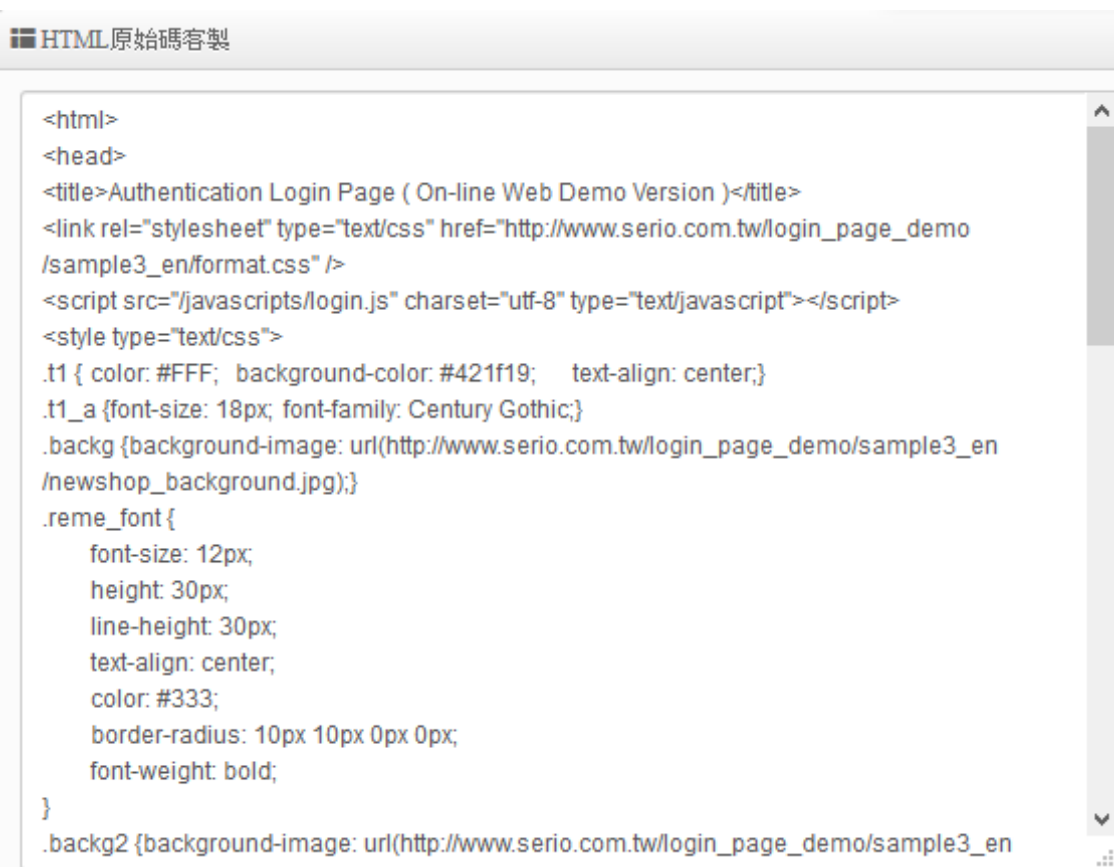 HTML原始碼客製
<html>
<head>
<title>Authentication Login Page ( On-line Web Demo Version )</title>
<link rel="stylesheet" type="text/css" href="http://www.serio.com.tw/login_page_demo
/sample3_en/format.css" />
<script src="/javascripts/login.js" charset="utf-8" type="text/javascript"></script>
<style type="text/css">
.t1 { color: #FFF;   background-color: #421f19;     text-align: center;}
.t1_a {font-size: 18px;  font-family: Century Gothic;}
.backg {background-image: url(http://www.serio.com.tw/login_page_demo/sample3_en
/newshop_background.jpg);}
.reme_font {
font-size: 12px;
height: 30px;
line-height: 30px;
text-align: center;
color: #333;
border-radius: 10px 10px 0px 0px;
font-weight: bold;
}
.backg2 {background-image: url(http://www.serio.com.tw/login_page_demo/sample3_en